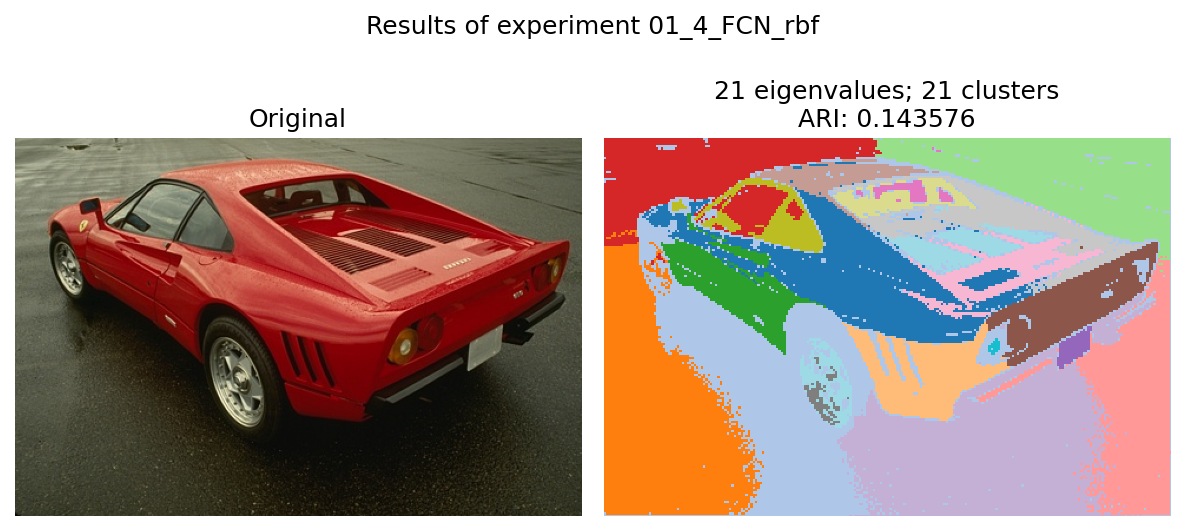 Results of experiment 01_4_FCN_rbf
Original
21 eigenvalues; 21 clusters
ARI: 0.143576